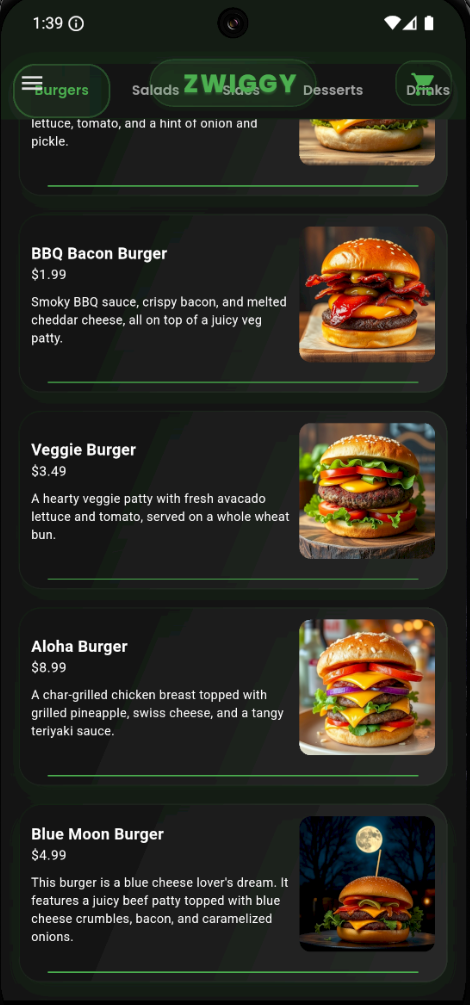 1:39
ZWIGGY
Burgers Salads Sides Desserts Drinks
lettuce, tomato, and a hint of onion and
pickle.
BBQ Bacon Burger
$1.99
Smoky BBQ sauce, crispy bacon, and melted
cheddar cheese, all on top of a juicy veg
patty.
Veggie Burger
$3.49
A hearty veggie patty with fresh avacado
lettuce and tomato, served on a whole wheat
bun.
Aloha Burger
$8.99
A char-grilled chicken breast topped with
grilled pineapple, swiss cheese, and a tangy
teriyaki sauce.
Blue Moon Burger
$4.99
This burger is a blue cheese lover's dream. It
features a juicy beef patty topped with blue
cheese crumbles, bacon, and caramelized
onions.